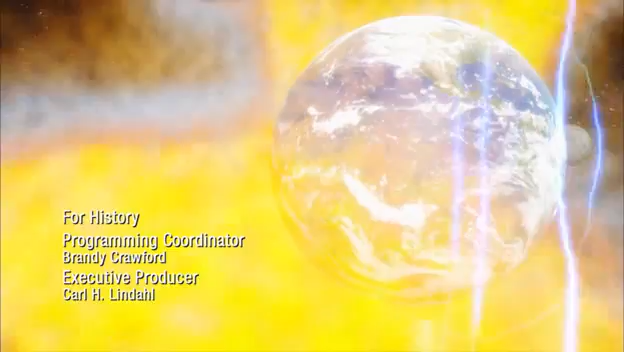 For History
Programming Coordinator
Brandy Crawford
Executive Producer
Carl H. Lindahl